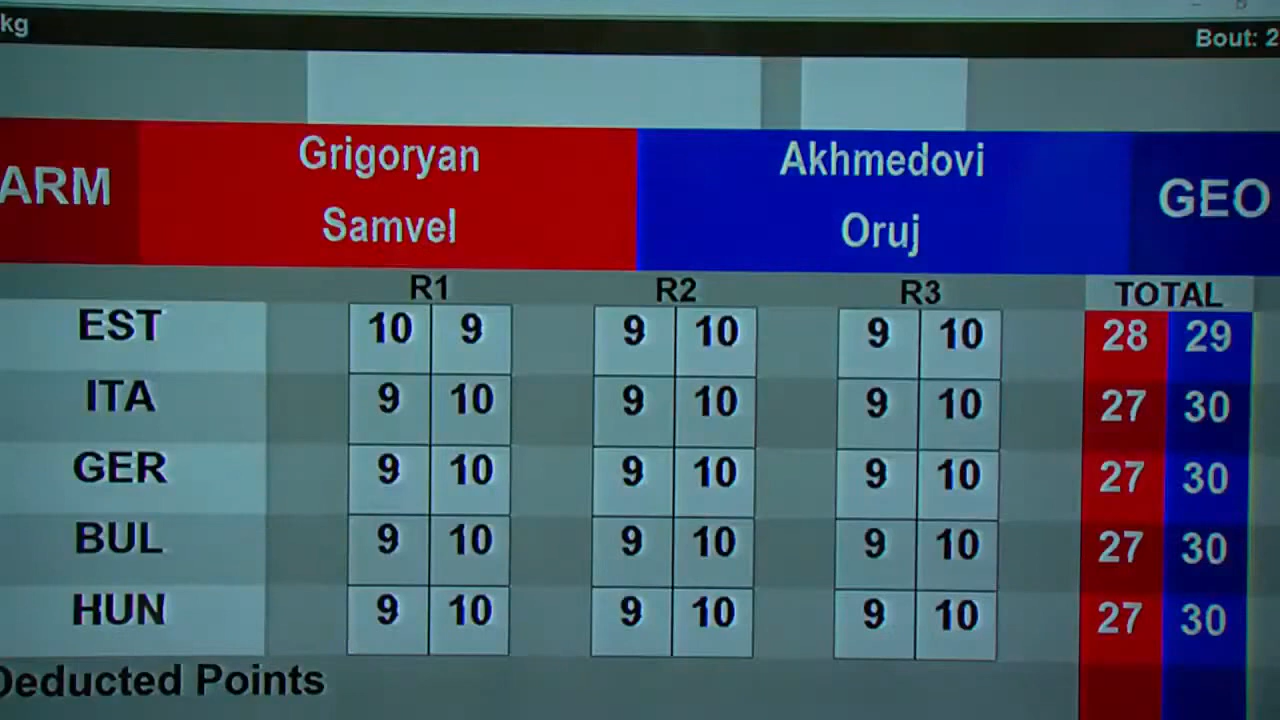 kg
Bout: 2
ARM Grigoryan Samvel Akhmedovi Oruj GEO
R1 R2 R3 TOTAL
EST 10 9 9 10 9 10 28 29
ITA 9 10 9 10 9 10 27 30
GER 9 10 9 10 9 10 27 30
BUL 9 10 9 10 9 10 27 30
HUN 9 10 9 10 9 10 27 30
Deducted Points